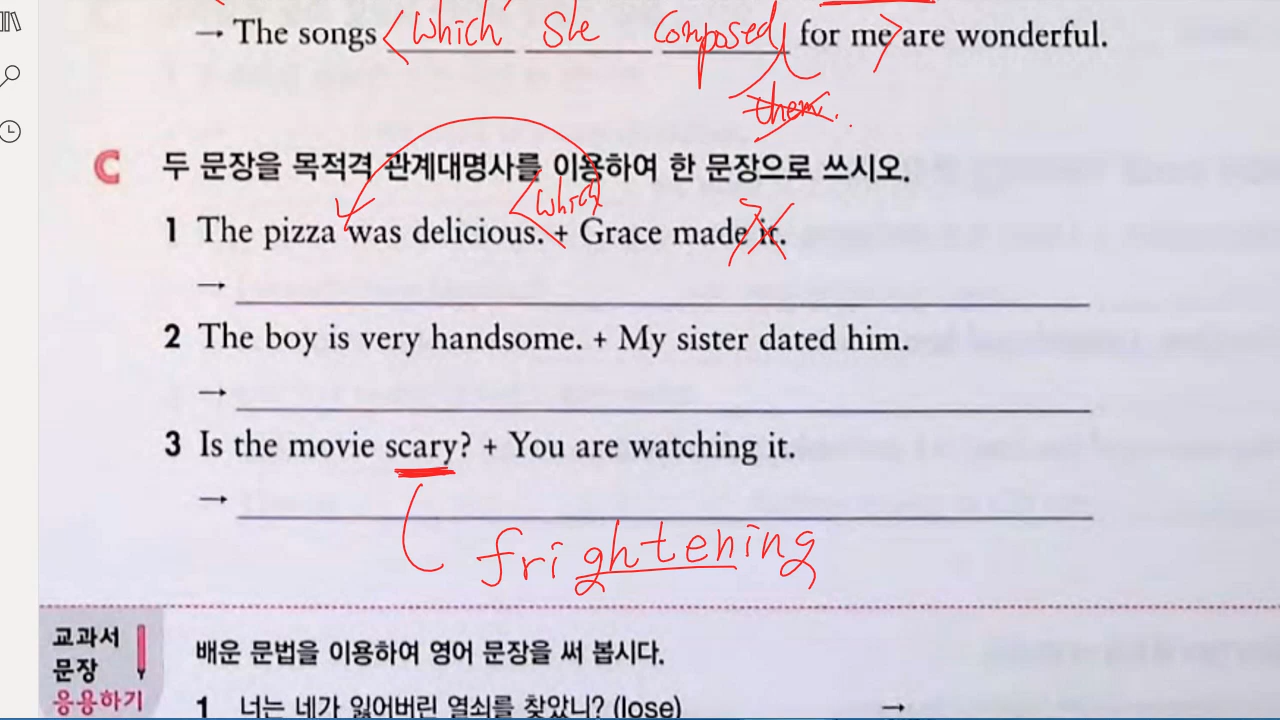 → The songs <which she composed for me> are wonderful.
them.
C 두 문장을 목적격 관계대명사를 이용하여 한 문장으로 쓰시오.
<which
1 The pizza was delicious. + Grace made it.
→
2 The boy is very handsome. + My sister dated him.
→
3 Is the movie scary? + You are watching it.
→
frightening
교과서
문장
응용하기
배운 문법을 이용하여 영어 문장을 써 봅시다.
1 너는 네가 잃어버린 열쇠를 찾았니? (lose) →